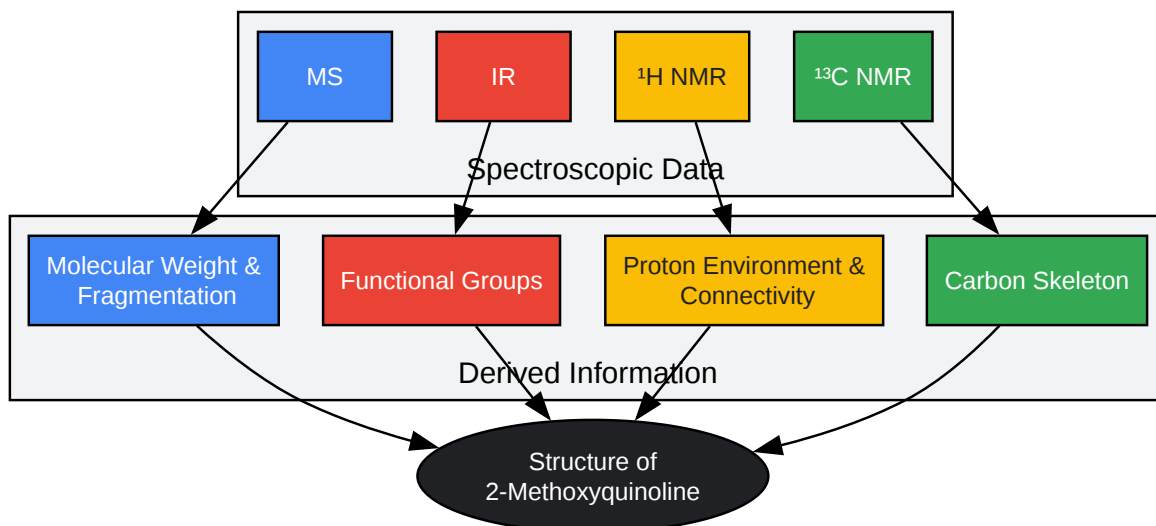 MS
IR
¹H NMR
¹³C NMR
Spectroscopic Data
Molecular Weight &
Fragmentation
Functional Groups
Proton Environment &
Connectivity
Carbon Skeleton
Derived Information
Structure of
2-Methoxyquinoline